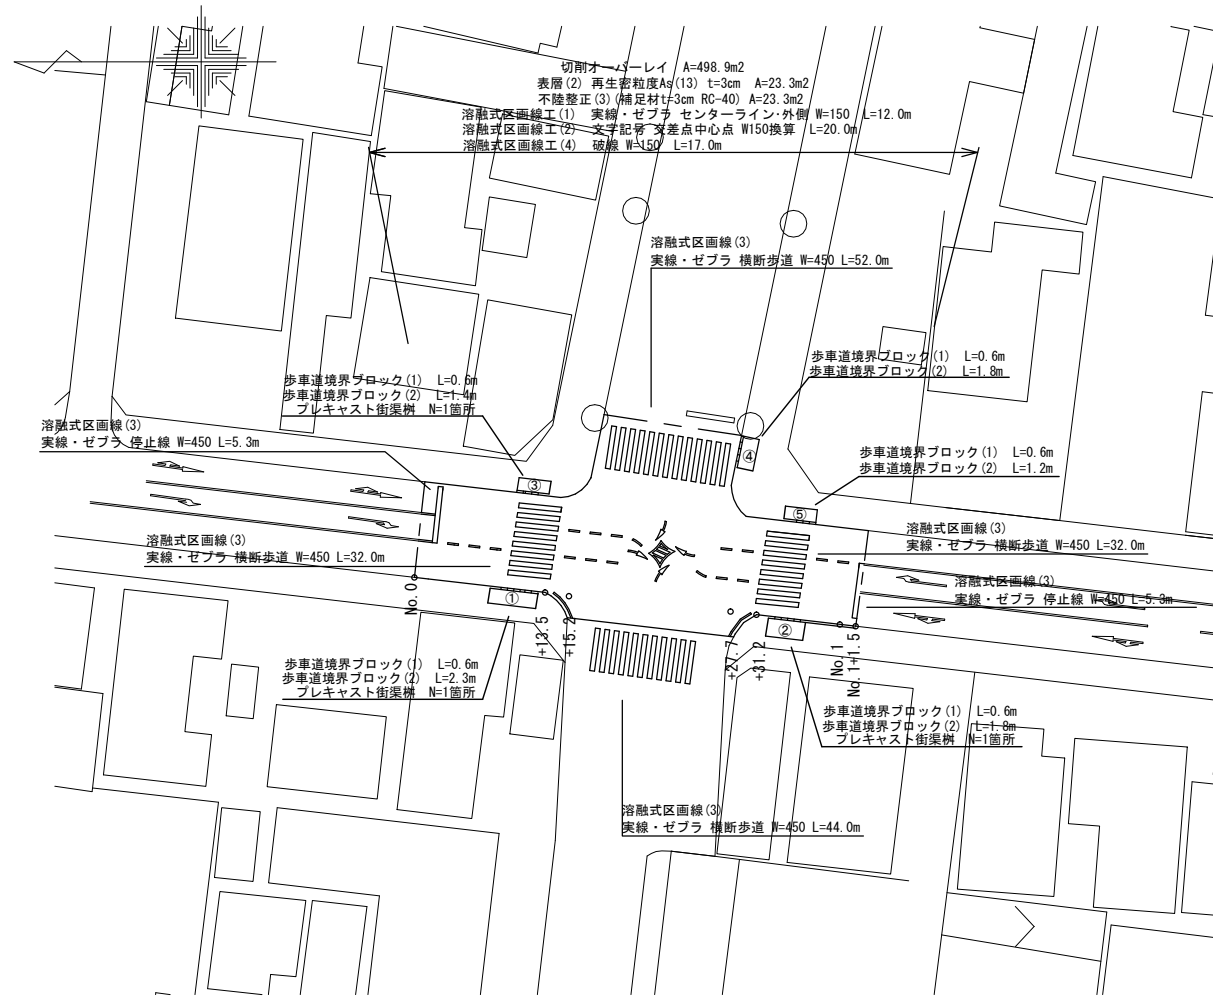 切削オーバーレイ A=498.9m2
表層(2) 再生密粒度As(13) t=3cm A=23.3m2
不陸整正(3)(補足材t=3cm RC-40) A=23.3m2
溶融式区画線工(1) 実線・ゼブラ センターライン・外側 W=150 L=12.0m
溶融式区画線工(2) 文字記号 交差点中心点 W150換算 L=20.0m
溶融式区画線工(4) 破線 W=150 L=17.0m
溶融式区画線(3)
実線・ゼブラ 横断歩道 W=450 L=52.0m
歩車道境界ブロック(1) L=0.6m
歩車道境界ブロック(2) L=1.8m
歩車道境界ブロック(1) L=0.6m
歩車道境界ブロック(2) L=1.4m
プレキャスト街渠桝 N=1箇所
溶融式区画線(3)
実線・ゼブラ 停止線 W=450 L=5.3m
歩車道境界ブロック(1) L=0.6m
歩車道境界ブロック(2) L=1.2m
④
③
⑤
溶融式区画線(3)
実線・ゼブラ 横断歩道 W=450 L=32.0m
溶融式区画線(3)
実線・ゼブラ 横断歩道 W=450 L=32.0m
溶融式区画線(3)
実線・ゼブラ 停止線 W=450 L=5.3m
①
②
No.0
+13.5
+15.2
+27.7
+31.2
No.1
No.1+1.5
歩車道境界ブロック(1) L=0.6m
歩車道境界ブロック(2) L=2.3m
プレキャスト街渠桝 N=1箇所
歩車道境界ブロック(1) L=0.6m
歩車道境界ブロック(2) L=1.8m
プレキャスト街渠桝 N=1箇所
溶融式区画線(3)
実線・ゼブラ 横断歩道 W=450 L=44.0m